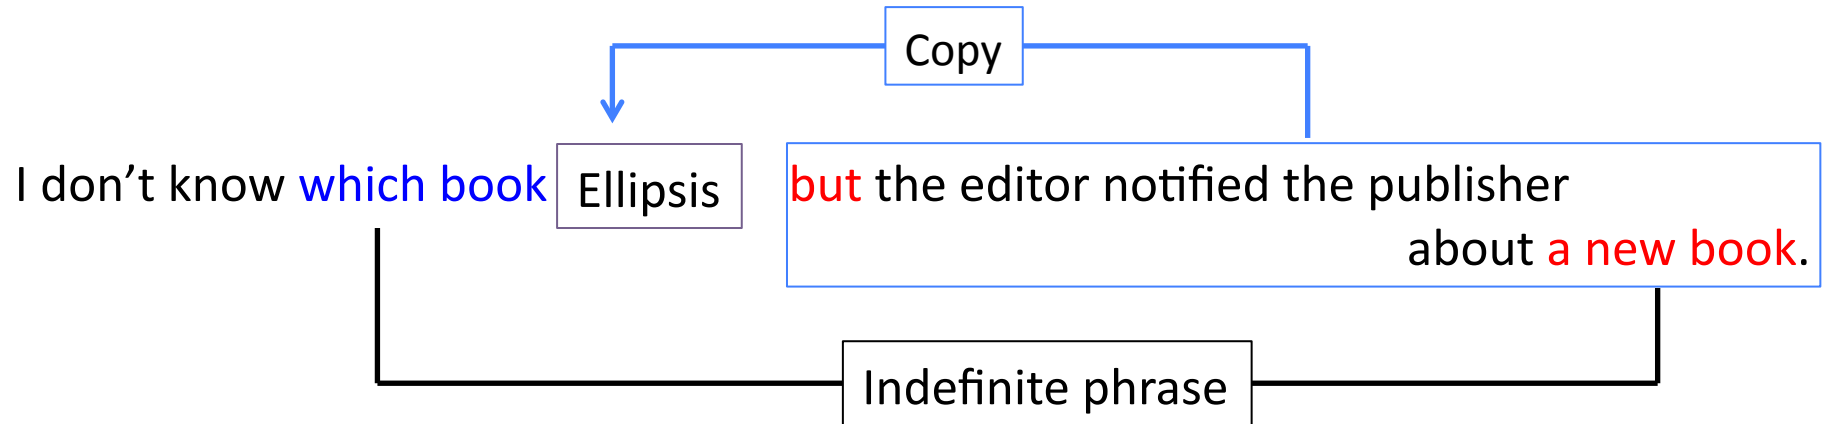 Copy
I don’t know which book Ellipsis but the editor notified the publisher
about a new book.
Indefinite phrase